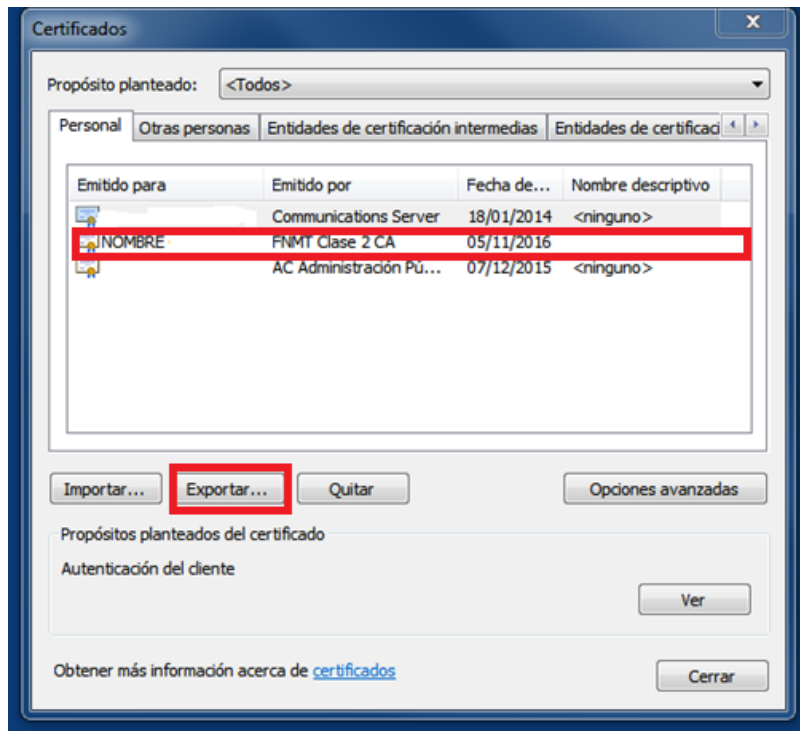 Certificados
Propósito planteado: <Todos>
Personal Otras personas Entidades de certificación intermedias Entidades de certificaci
Emitido para Emitido por Fecha de... Nombre descriptivo
Communications Server 18/01/2014 <ninguno>
NOMBRE FNMT Clase 2 CA 05/11/2016
AC Administración Pú... 07/12/2015 <ninguno>
Importar... Exportar... Quitar Opciones avanzadas
Propósitos planteados del certificado
Autenticación del cliente
Ver
Obtener más información acerca de certificados
Cerrar